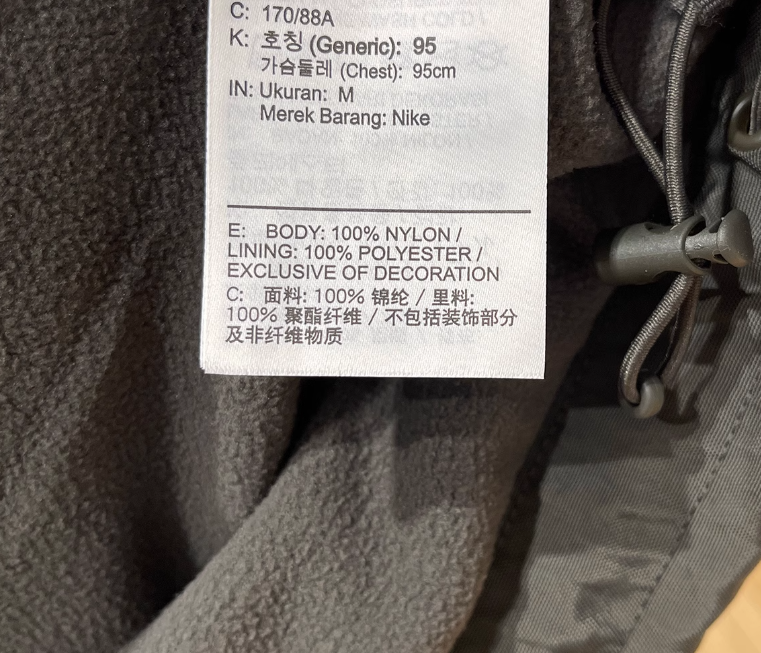 C: 170/88A
K: 호칭 (Generic): 95
가슴둘레 (Chest): 95cm
IN: Ukuran: M
Merek Barang: Nike
E: BODY: 100% NYLON /
LINING: 100% POLYESTER /
EXCLUSIVE OF DECORATION
C: 面料: 100% 锦纶 / 里料:
100% 聚酯纤维 / 不包括装饰部分
及非纤维物质